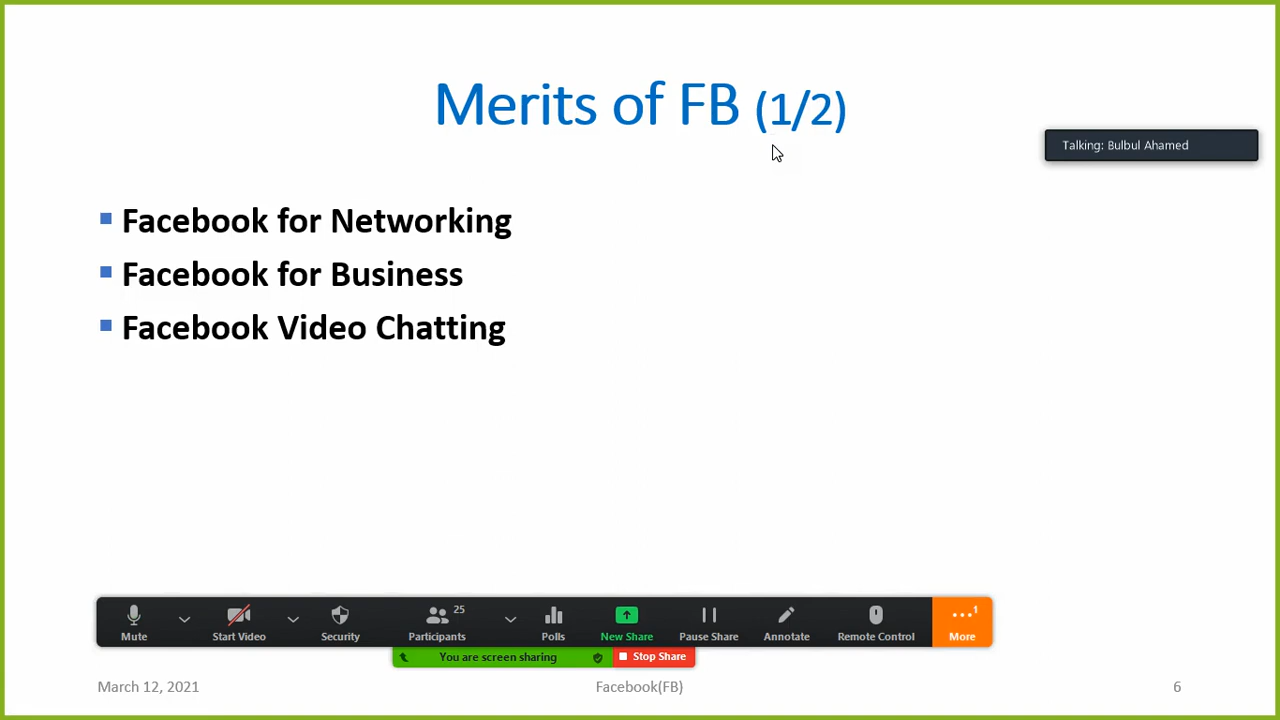 Merits of FB (1/2)
Talking: Bulbul Ahamed
Facebook for Networking
Facebook for Business
Facebook Video Chatting
Mute
Start Video
Security
25
Participants
Polls
New Share
Pause Share
Annotate
Remote Control
1
More
You are screen sharing
Stop Share
March 12, 2021
Facebook(FB)
6